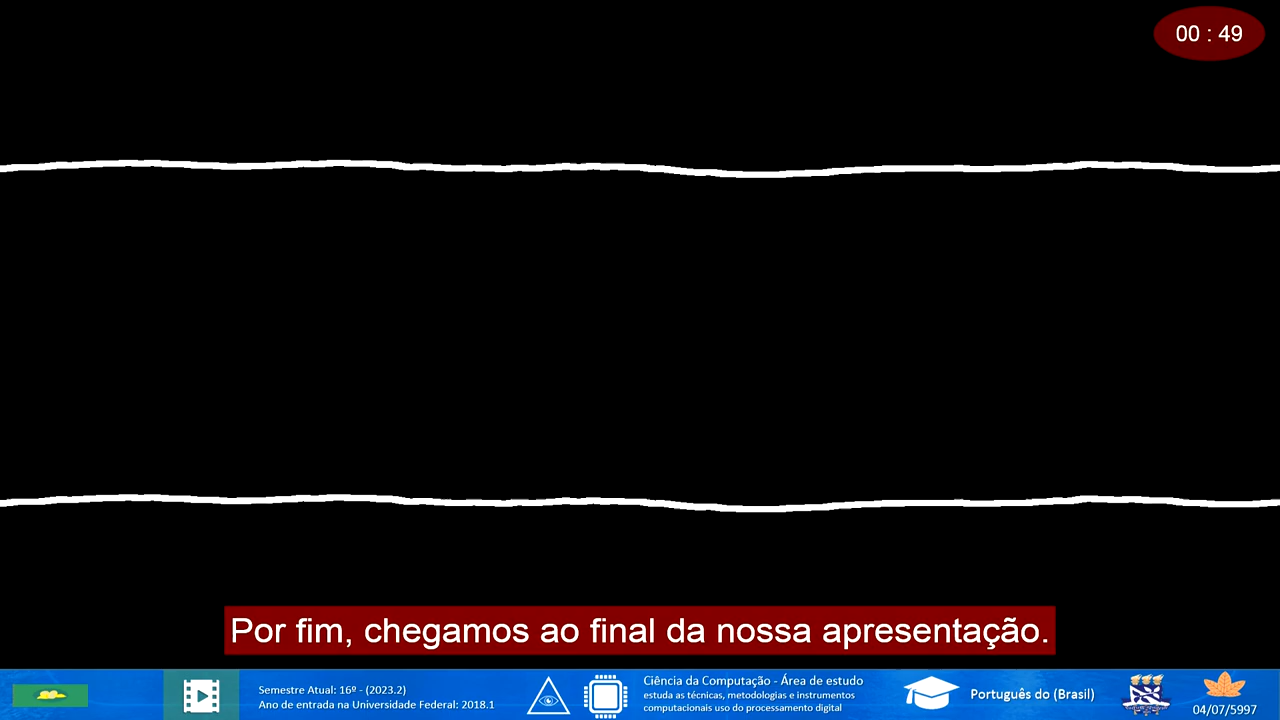 00 : 49
Por fim, chegamos ao final da nossa apresentação.
Semestre Atual: 16º - (2023.2)
Ano de entrada na Universidade Federal: 2018.1
Ciência da Computação - Área de estudo
estuda as técnicas, metodologias e instrumentos
computacionais uso do processamento digital
Português do (Brasil)
04/07/5997